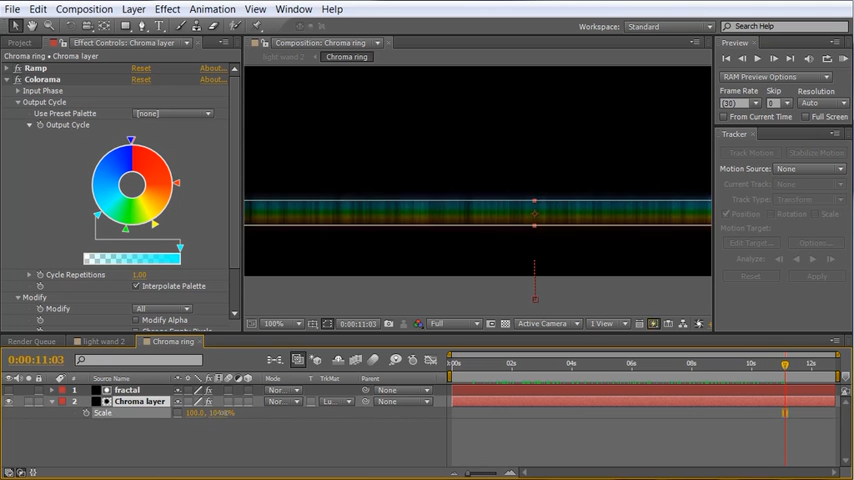 File Edit Composition Layer Effect Animation View Window Help
Workspace: Standard Search Help
Project Effect Controls: Chroma layer Composition: Chroma ring Preview
Chroma ring • Chroma layer light wand 2 Chroma ring
Ramp Reset About...
Colorama Reset About...
Input Phase
Output Cycle
Use Preset Palette [none]
Output Cycle
Cycle Repetitions 1.00
Interpolate Palette
Modify
Modify All
Modify Alpha
RAM Preview Options
Frame Rate Skip Resolution
(30) 0 Auto
From Current Time Full Screen
Tracker
Track Motion Stabilize Motion
Motion Source: None
Current Track: None
Track Type: Transform
Position Rotation Scale
Motion Target:
Edit Target... Options...
Analyze:
Reset Apply
100% 0:00:11:03 Full Active Camera 1 View
Render Queue light wand 2 Chroma ring
0:00:11:03
:00s 02s 04s 06s 08s 10s 12s
# Source Name Mode T TrkMat Parent
1 fractal Nor... None
2 Chroma layer Nor... Lu... None
Scale